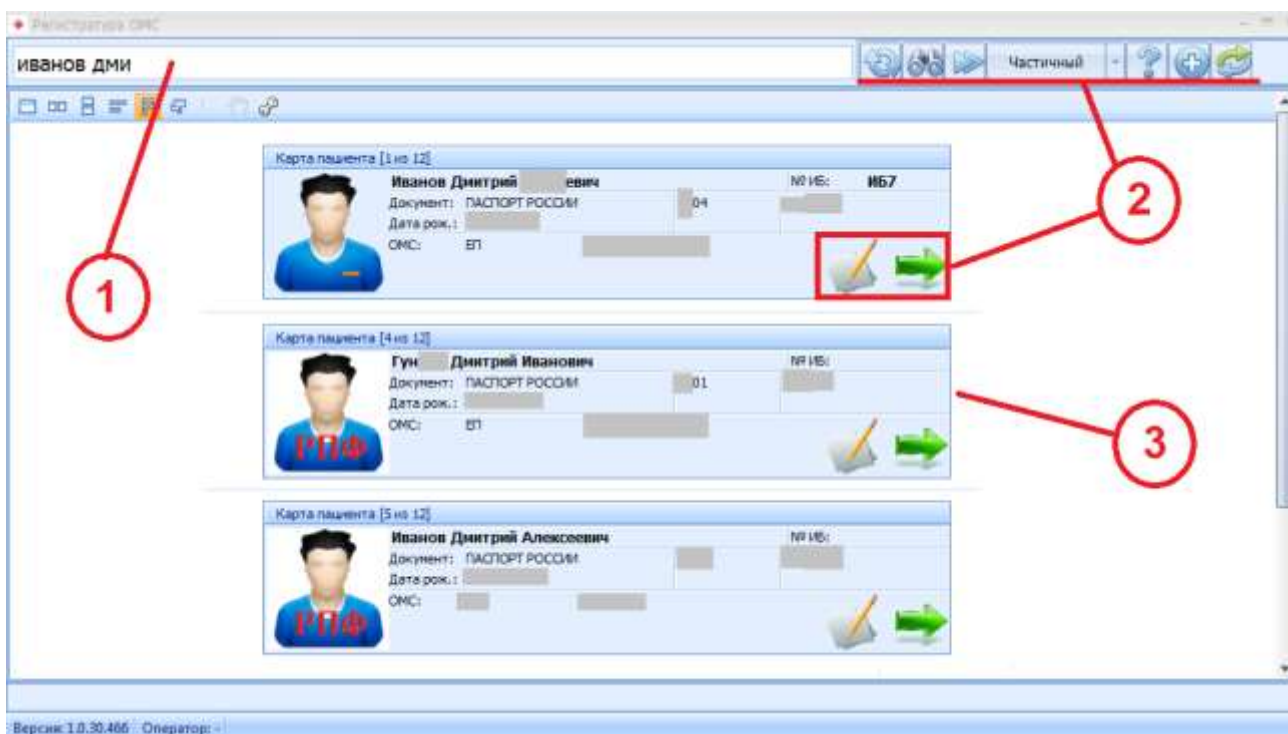 Регистратура ОМС
иванов дми
Частичный
Карта пациента [1 из 12]
Иванов Дмитрий евич № ИБ: ИБ7
Документ: ПАСПОРТ РОССИИ 04
Дата рож.:
ОМС: ЕП
1
2
Карта пациента [4 из 12]
Гун Дмитрий Иванович № ИБ:
Документ: ПАСПОРТ РОССИИ 01
Дата рож.:
ОМС: ЕП
РПФ
3
Карта пациента [5 из 12]
Иванов Дмитрий Алексеевич № ИБ:
Документ: ПАСПОРТ РОССИИ
Дата рож.:
ОМС:
РПФ
Версия: 1.0.30.466 Оператор: -